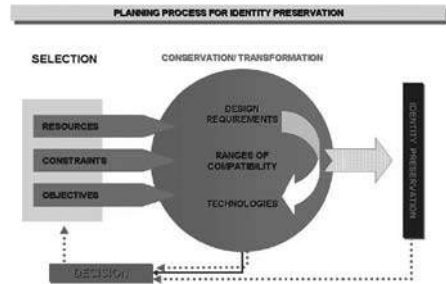 PLANNING PROCESS FOR IDENTITY PRESERVATION
SELECTION
CONSERVATION/TRANSFORMATION
RESOURCES
CONSTRAINTS
OBJECTIVES
DESIGN
REQUIREMENTS
RANGES OF
COMPATIBILITY
TECHNOLOGIES
IDENTITY PRESERVATION
DECISION